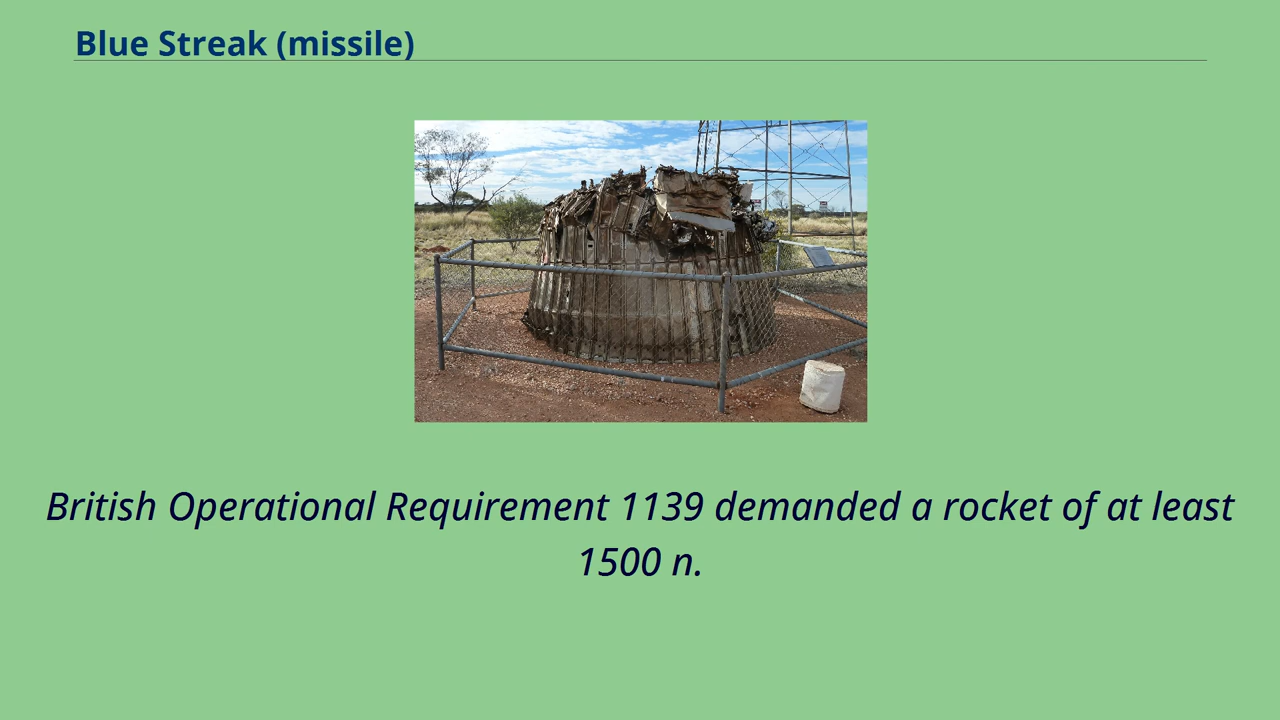 Blue Streak (missile)
British Operational Requirement 1139 demanded a rocket of at least
1500 n.